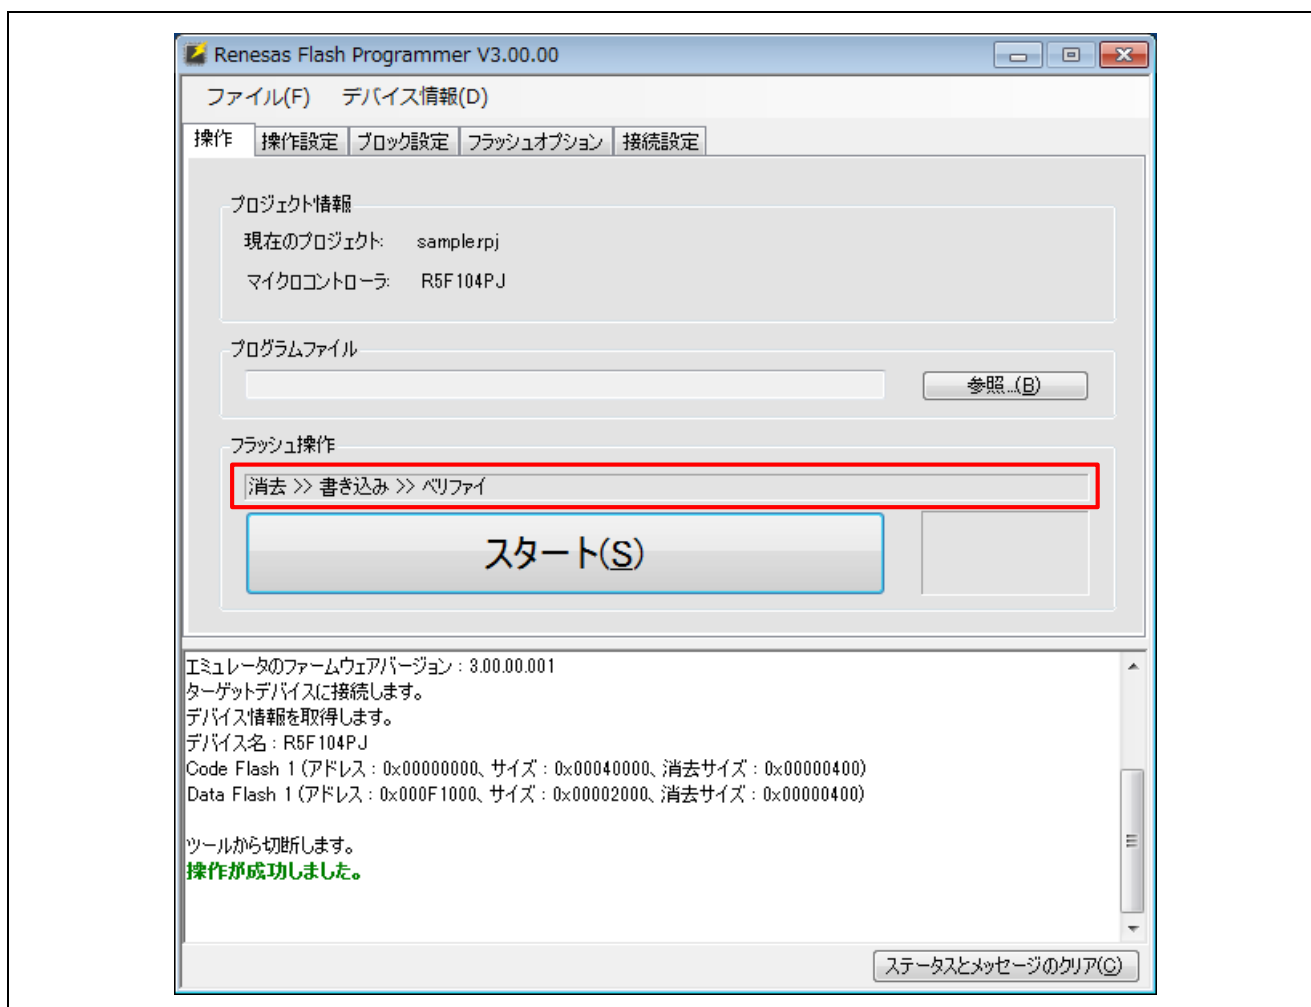 Renesas Flash Programmer V3.00.00
ファイル(F) デバイス情報(D)
操作 操作設定 ブロック設定 フラッシュオプション 接続設定
プロジェクト情報
現在のプロジェクト: sample.rpj
マイクロコントローラ: R5F104PJ
プログラムファイル
参照...(B)
フラッシュ操作
消去 >> 書き込み >> ベリファイ
スタート(S)
エミュレータのファームウェアバージョン : 3.00.00.001
ターゲットデバイスに接続します。
デバイス情報を取得します。
デバイス名 : R5F104PJ
Code Flash 1 (アドレス : 0x00000000、サイズ : 0x00040000、消去サイズ : 0x00000400)
Data Flash 1 (アドレス : 0x000F1000、サイズ : 0x00002000、消去サイズ : 0x00000400)
ツールから切断します。
操作が成功しました。
ステータスとメッセージのクリア(C)